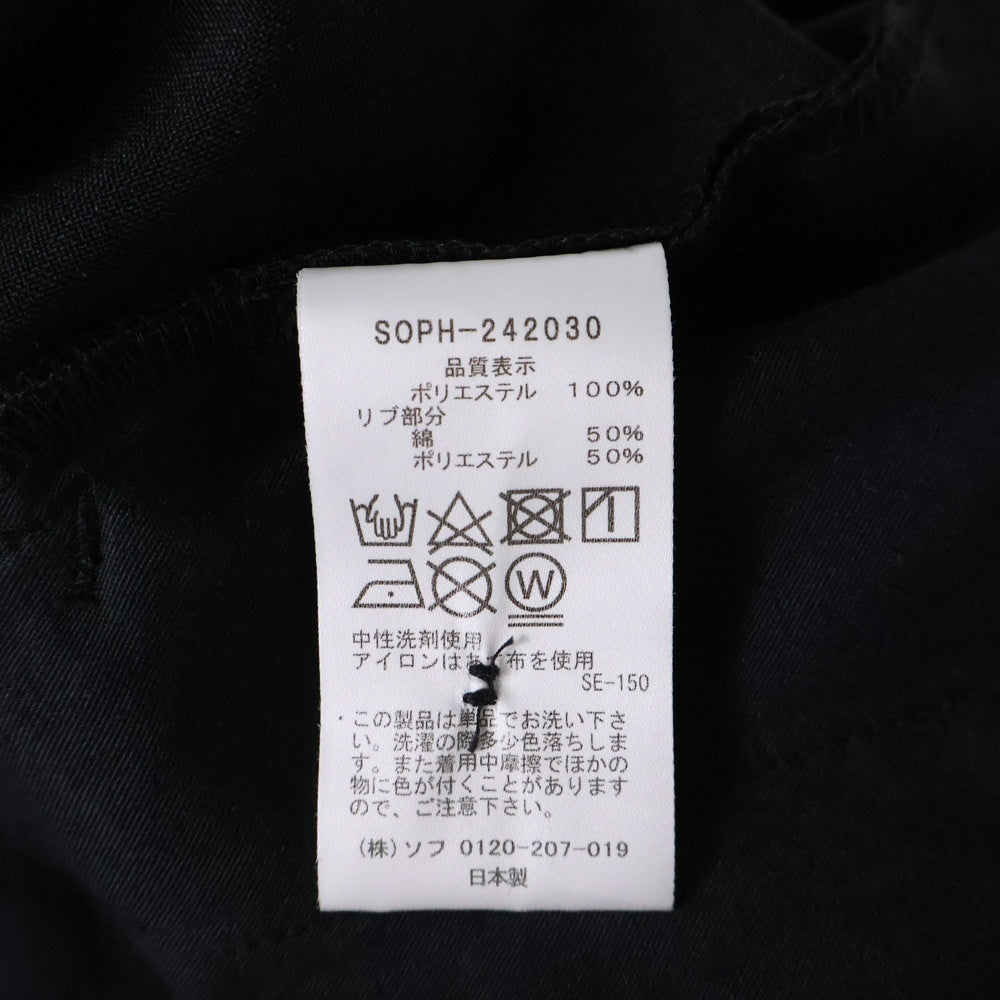 SOPH-242030
品質表示
ポリエステル 100%
リブ部分
綿 50%
ポリエステル 50%
W
中性洗剤使用
アイロンはあて布を使用
SE-150
・この製品は単品でお洗い下さ
い。洗濯の際多少色落ちしま
す。また着用中摩擦でほかの
物に色が付くことがあります
ので、ご注意下さい。
(株)ソフ 0120-207-019
日本製